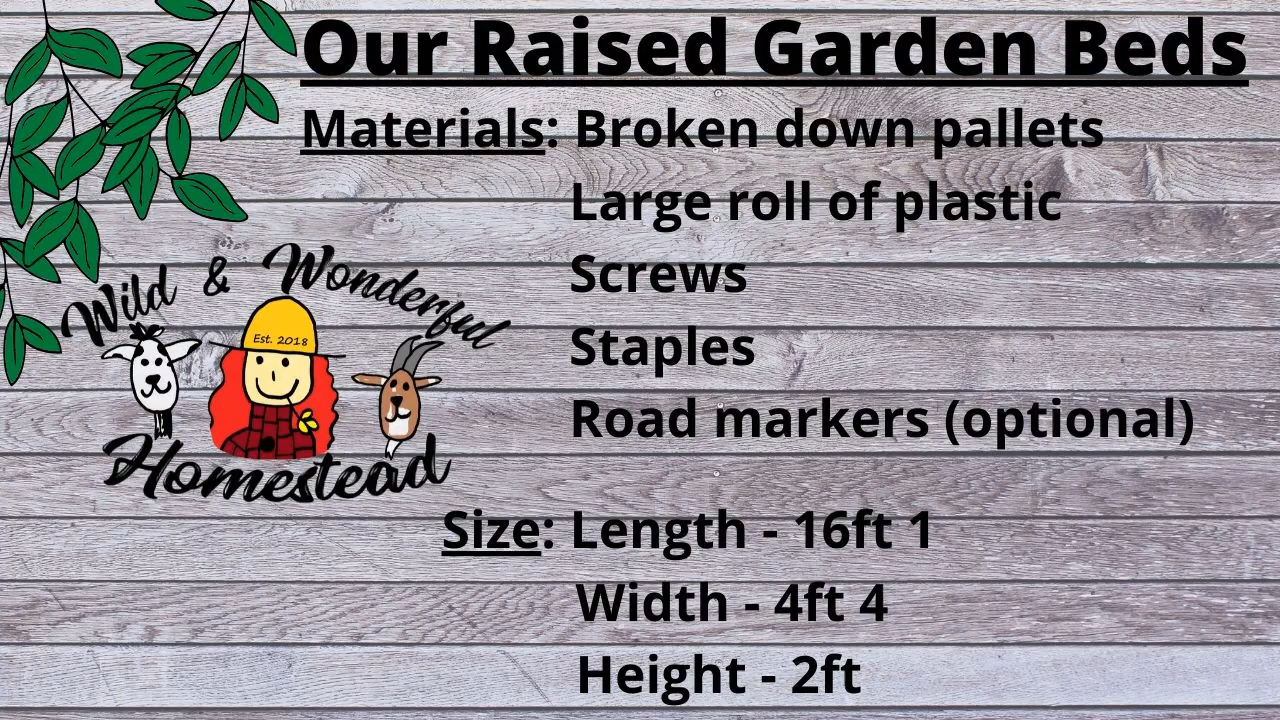 Our Raised Garden Beds
Materials: Broken down pallets
Large roll of plastic
Screws
Staples
Road markers (optional)
Wild & Wonderful
Est. 2018
Homestead
Size: Length - 16ft 1
Width - 4ft 4
Height - 2ft